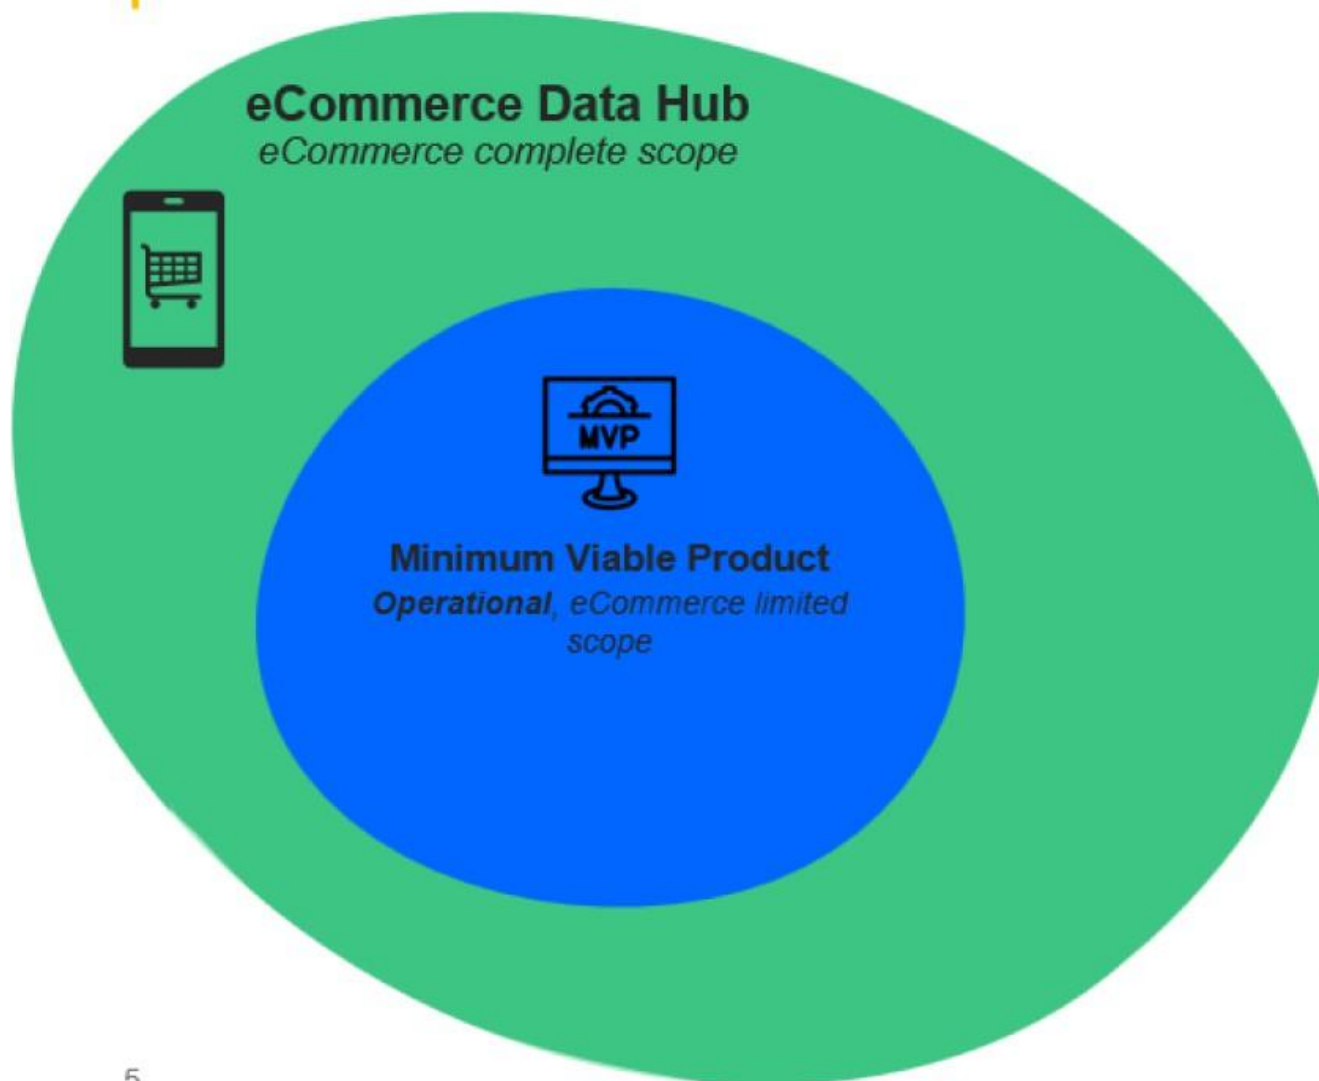 eCommerce Data Hub
eCommerce complete scope
MVP
Minimum Viable Product
Operational, eCommerce limited
scope
5